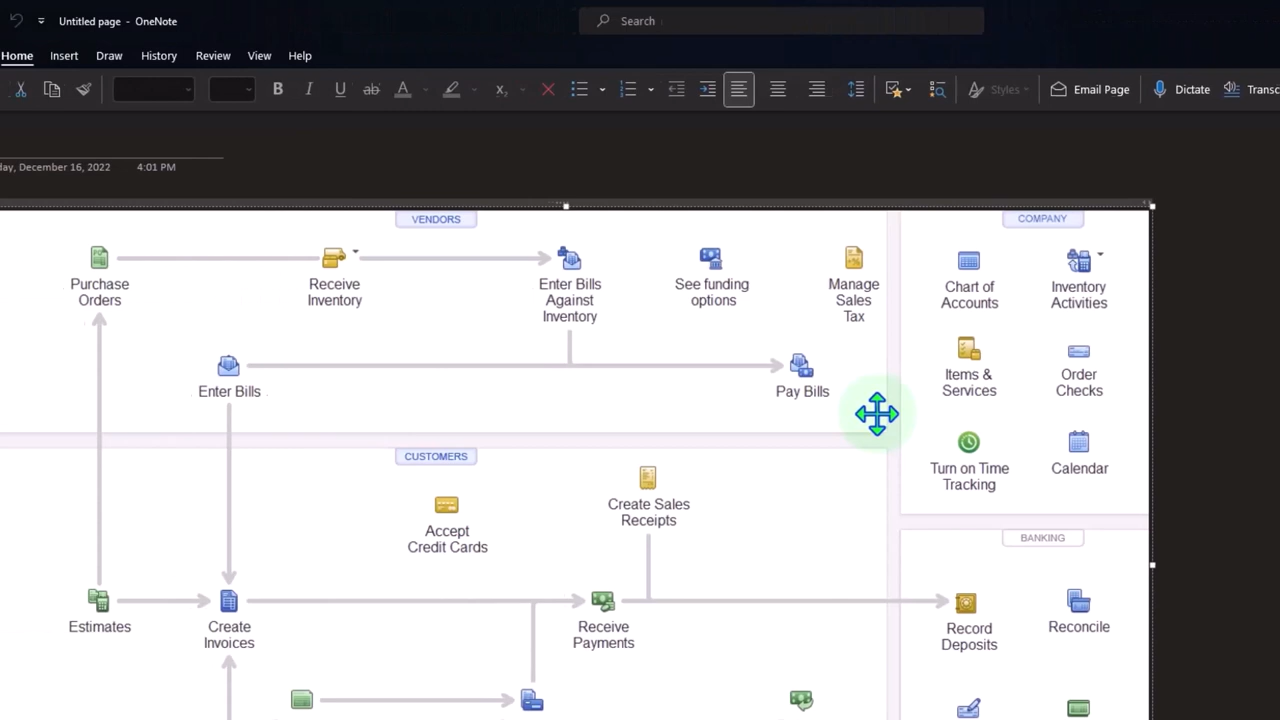 Untitled page - OneNote
Search
Home Insert Draw History Review View Help
B I U ab A x
Styles
Email Page
Dictate
day, December 16, 2022 4:01 PM
VENDORS
Purchase
Orders
Receive
Inventory
Enter Bills
Against
Inventory
See funding
options
Manage
Sales
Tax
Enter Bills
Pay Bills
COMPANY
Chart of
Accounts
Inventory
Activities
Items &
Services
Order
Checks
Turn on Time
Tracking
Calendar
CUSTOMERS
Accept
Credit Cards
Create Sales
Receipts
Estimates
Create
Invoices
Receive
Payments
BANKING
Record
Deposits
Reconcile